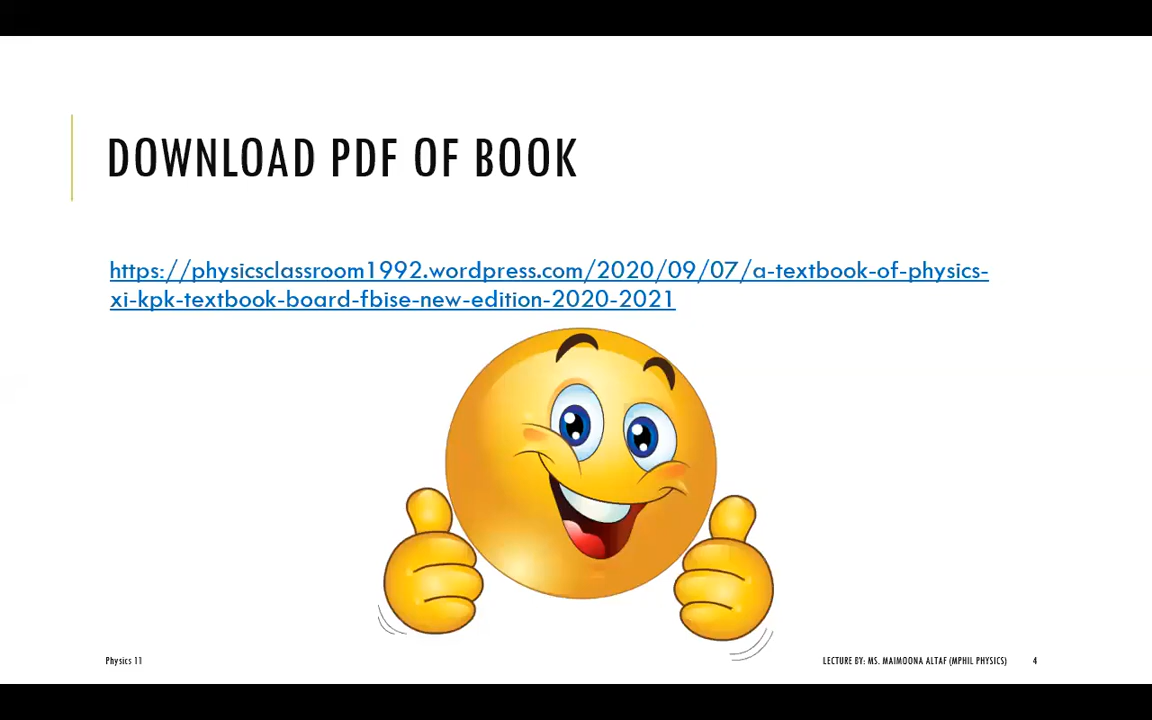 DOWNLOAD PDF OF BOOK
https://physicsclassroom1992.wordpress.com/2020/09/07/a-textbook-of-physics-
xi-kpk-textbook-board-fbise-new-edition-2020-2021
Physics 11
LECTURE BY: MS. MAIMOONA ALTAF (MPHIL PHYSICS)
4